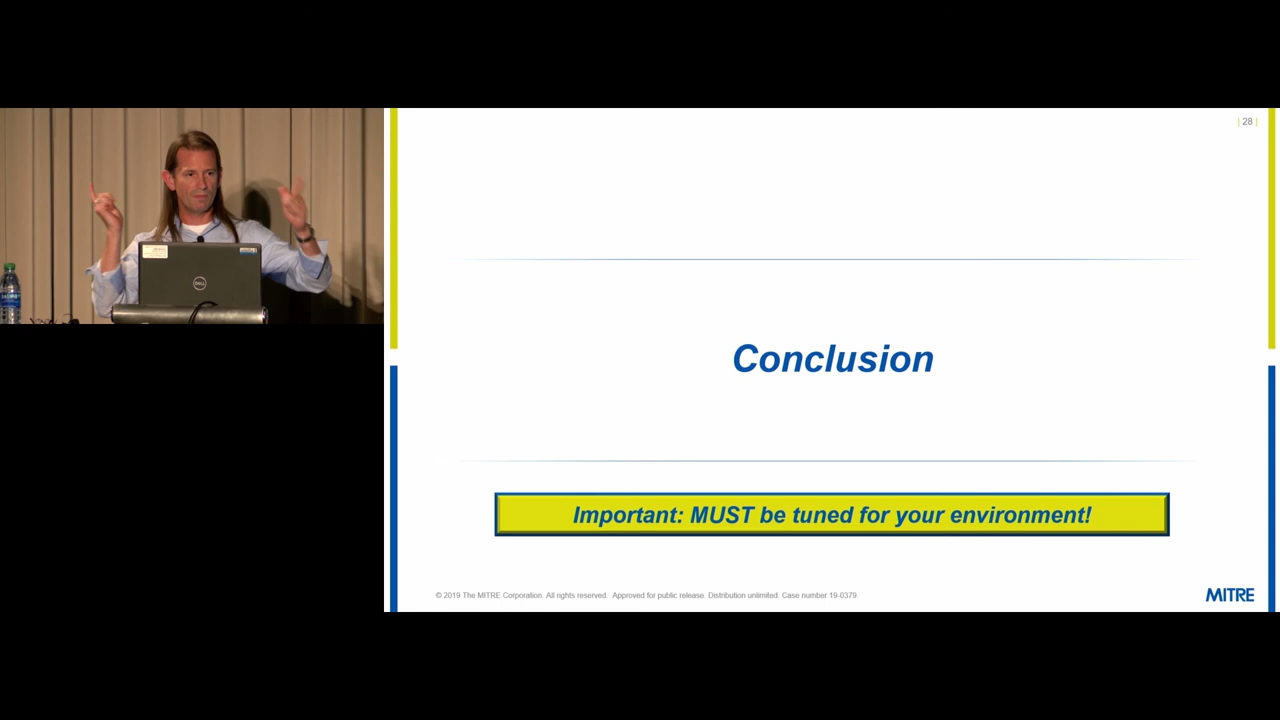 | 28 |
Conclusion
Important: MUST be tuned for your environment!
© 2019 The MITRE Corporation. All rights reserved. Approved for public release. Distribution unlimited. Case number 19-0379
MITRE
DELL